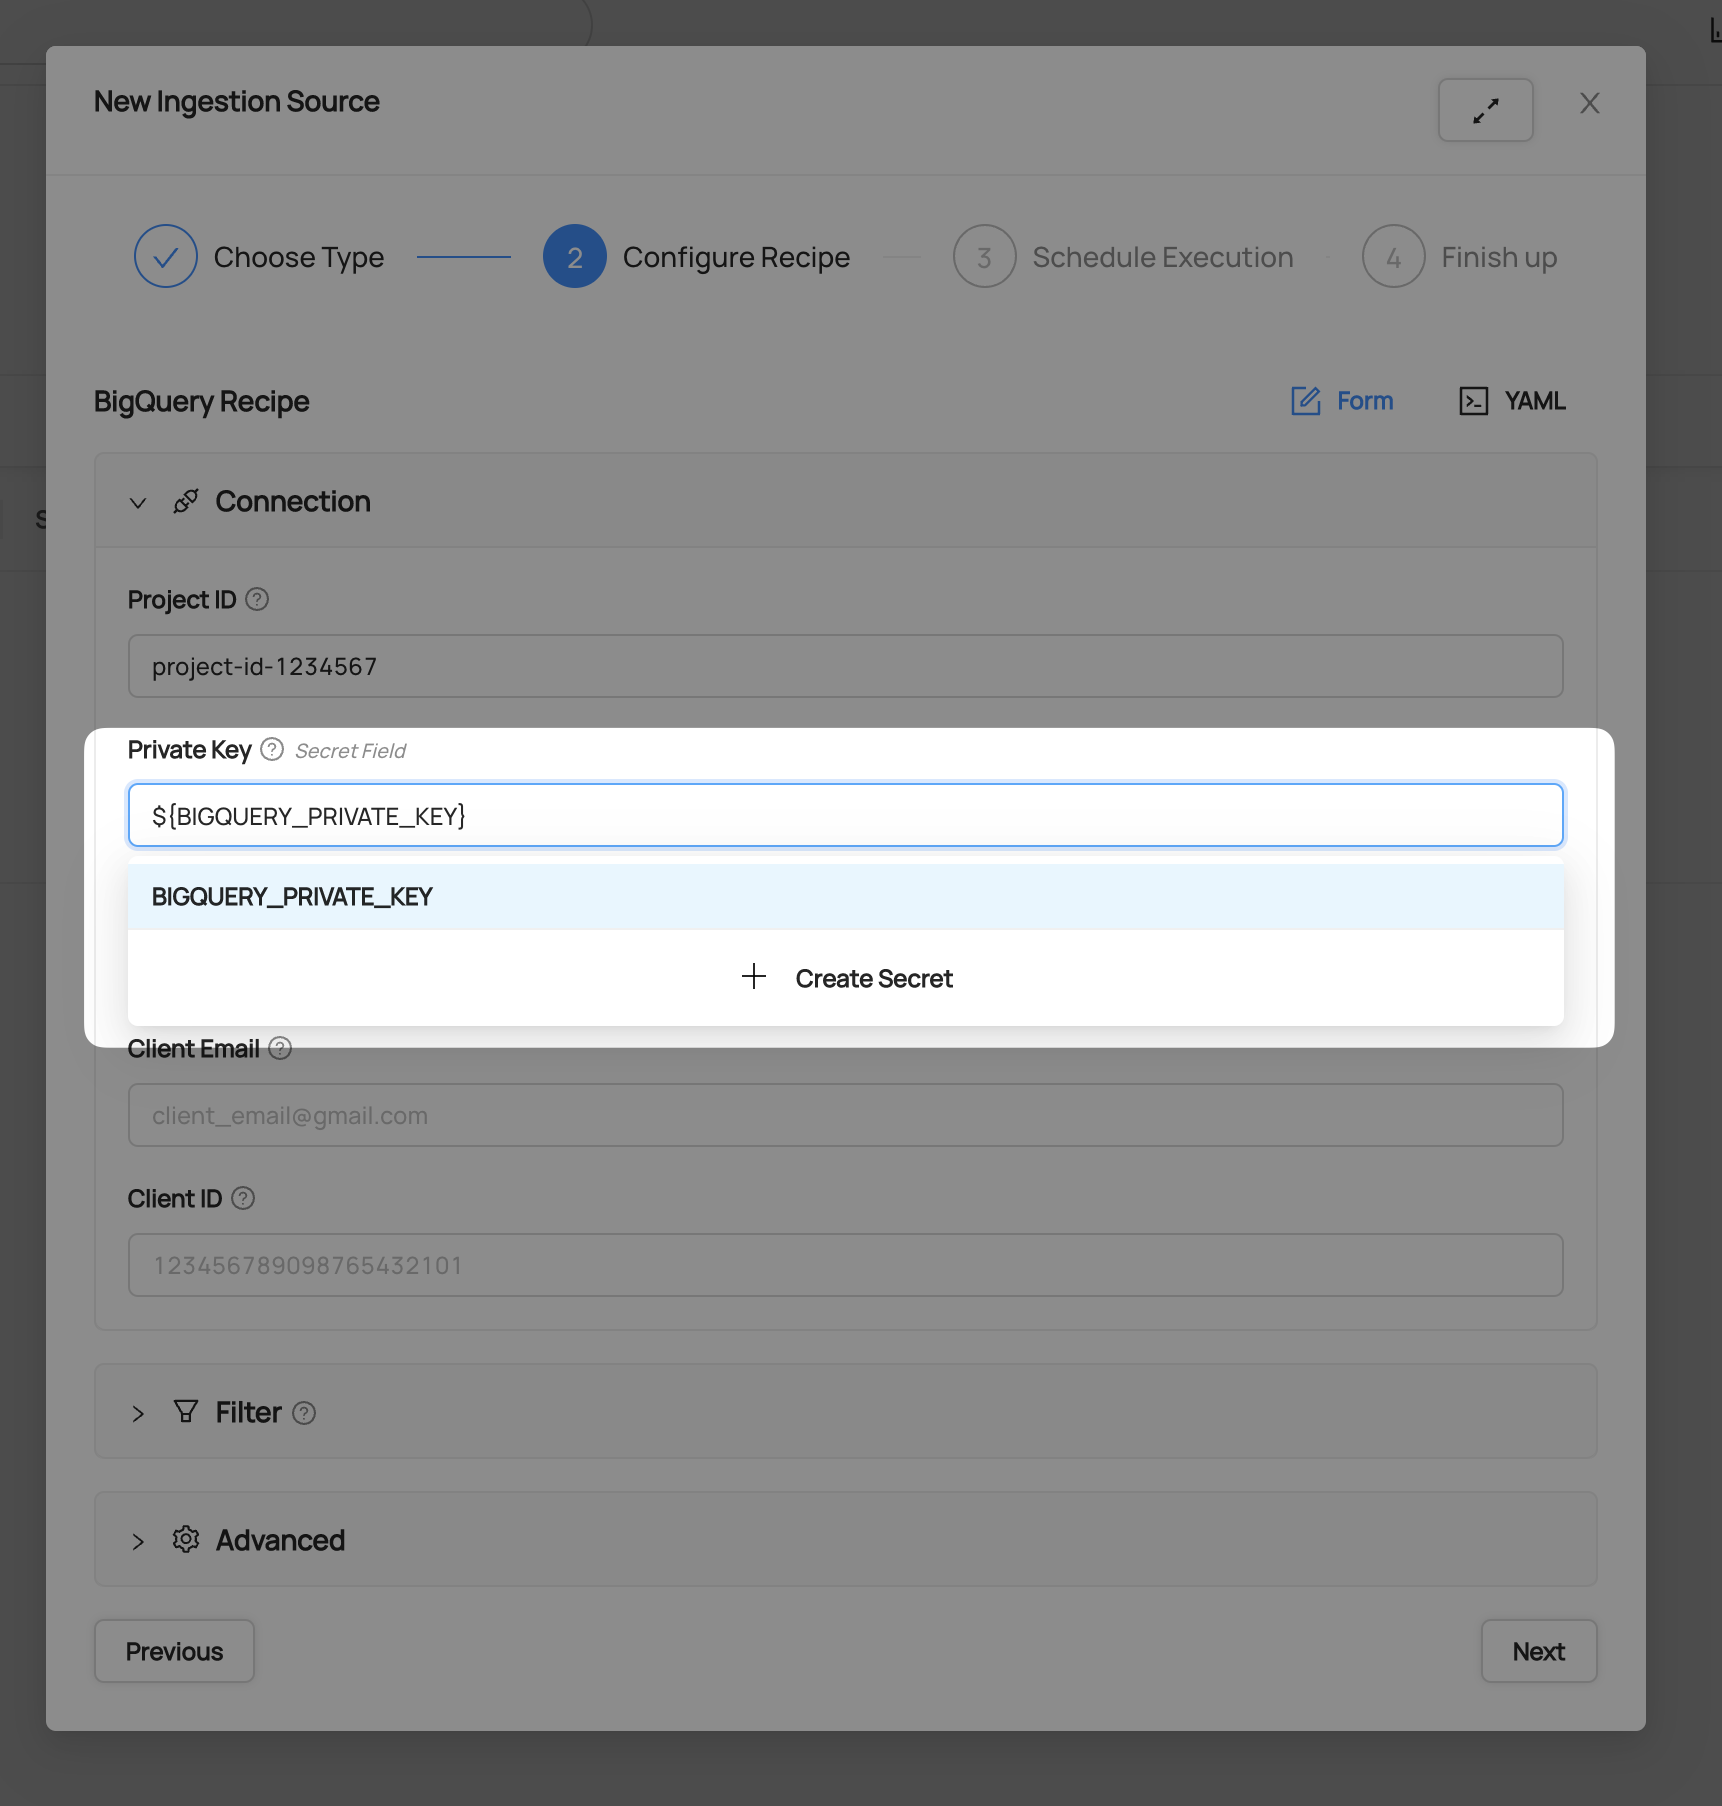 New Ingestion Source
Choose Type
2 Configure Recipe
3 Schedule Execution
4 Finish up
BigQuery Recipe
Form
YAML
Connection
Project ID
project-id-1234567
Private Key Secret Field
${BIGQUERY_PRIVATE_KEY}
BIGQUERY_PRIVATE_KEY
Create Secret
Client Email
client_email@gmail.com
Client ID
123456789098765432101
Filter
Advanced
Previous
Next